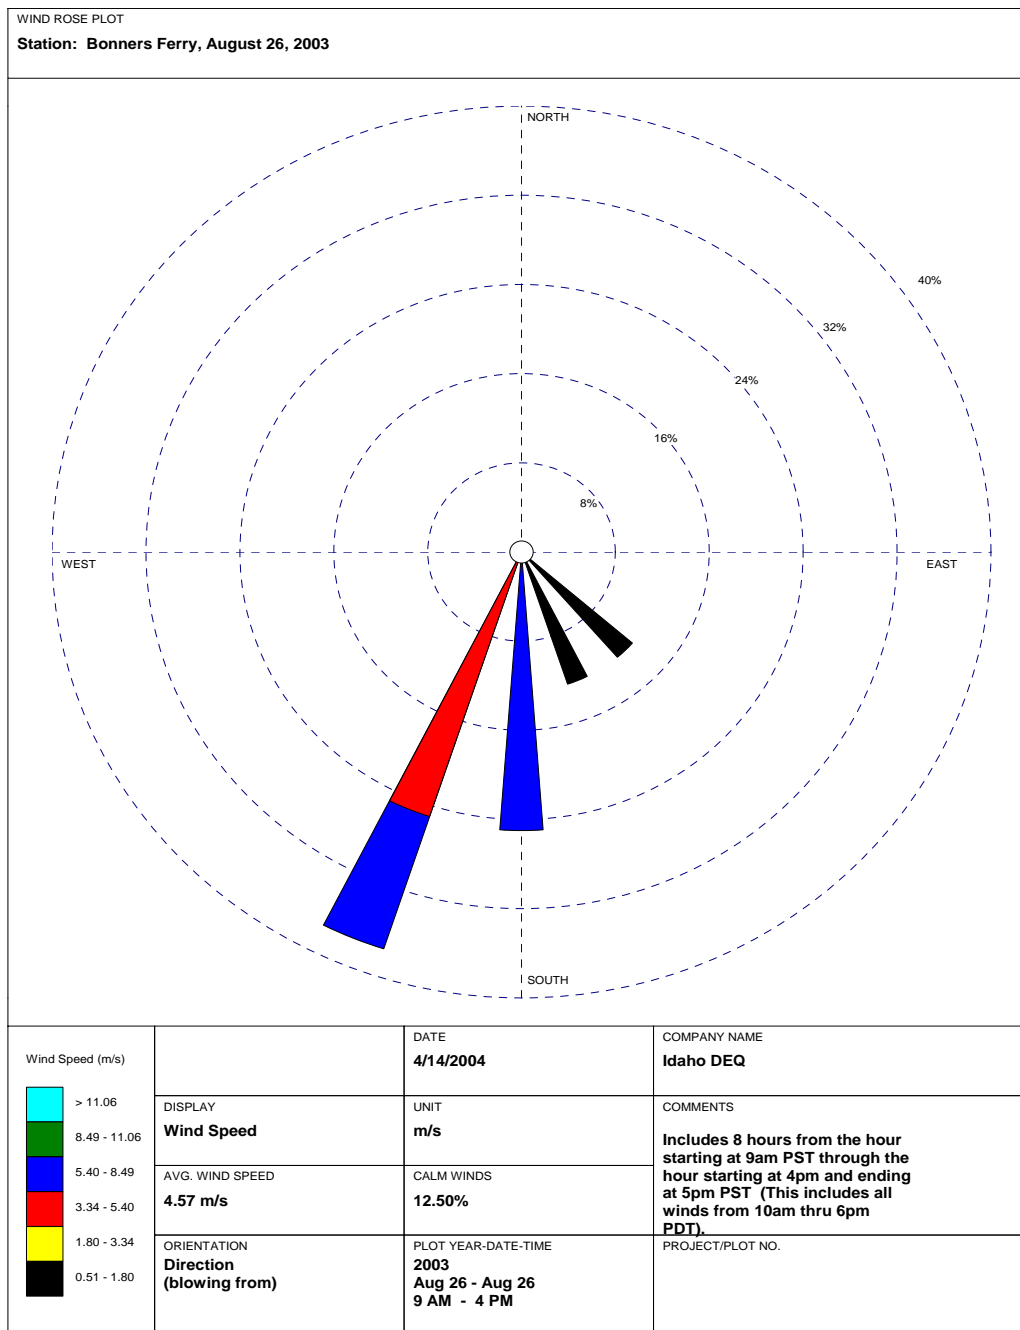 WIND ROSE PLOT
Station:  Bonners Ferry, August 26, 2003
NORTH
40%
32%
24%
16%
8%
WEST
EAST
SOUTH
Wind Speed (m/s)
> 11.06
8.49 - 11.06
5.40 - 8.49
3.34 - 5.40
1.80 - 3.34
0.51 - 1.80
DATE
4/14/2004
COMPANY NAME
Idaho DEQ
DISPLAY
Wind Speed
UNIT
m/s
COMMENTS
Includes 8 hours from the hour
starting at 9am PST through the
hour starting at 4pm and ending
at 5pm PST  (This includes all
winds from 10am thru 6pm
PDT).
AVG. WIND SPEED
4.57 m/s
CALM WINDS
12.50%
ORIENTATION
Direction
(blowing from)
PLOT YEAR-DATE-TIME
2003
Aug 26 - Aug 26
9 AM  -  4 PM
PROJECT/PLOT NO.